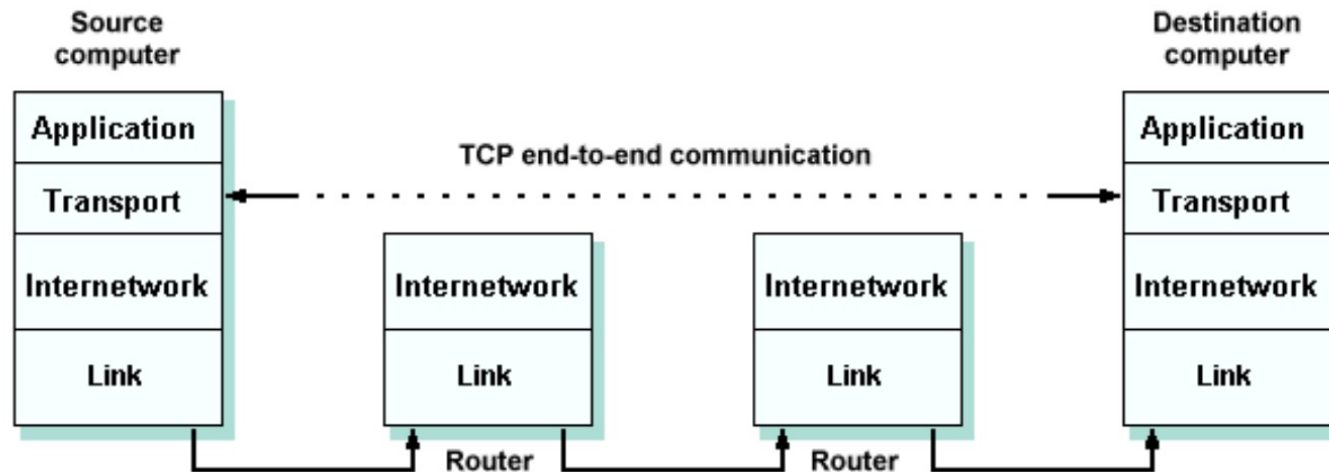 Source
computer
Destination
computer
Application
Transport
Internetwork
Link
TCP end-to-end communication
Internetwork
Link
Router
Internetwork
Link
Router
Application
Transport
Internetwork
Link